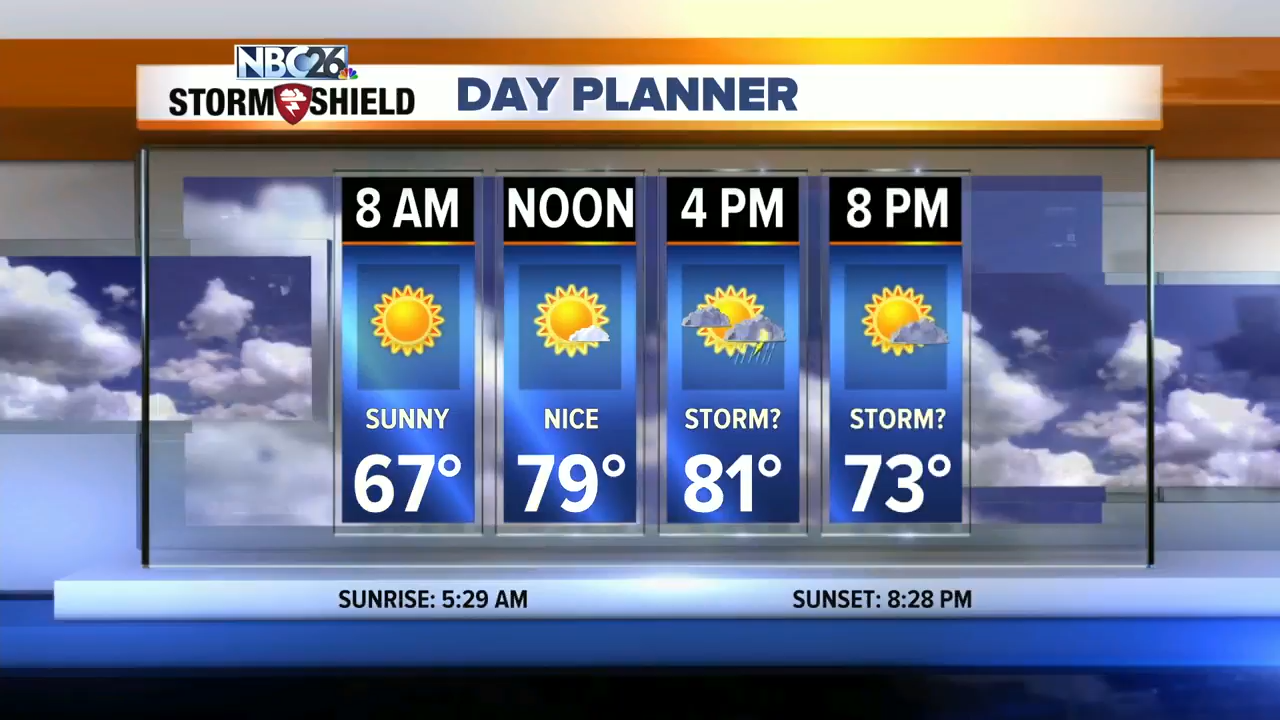 NBC26
STORM SHIELD
DAY PLANNER
8 AM
NOON
4 PM
8 PM
SUNNY
NICE
STORM?
STORM?
67°
79°
81°
73°
SUNRISE: 5:29 AM
SUNSET: 8:28 PM